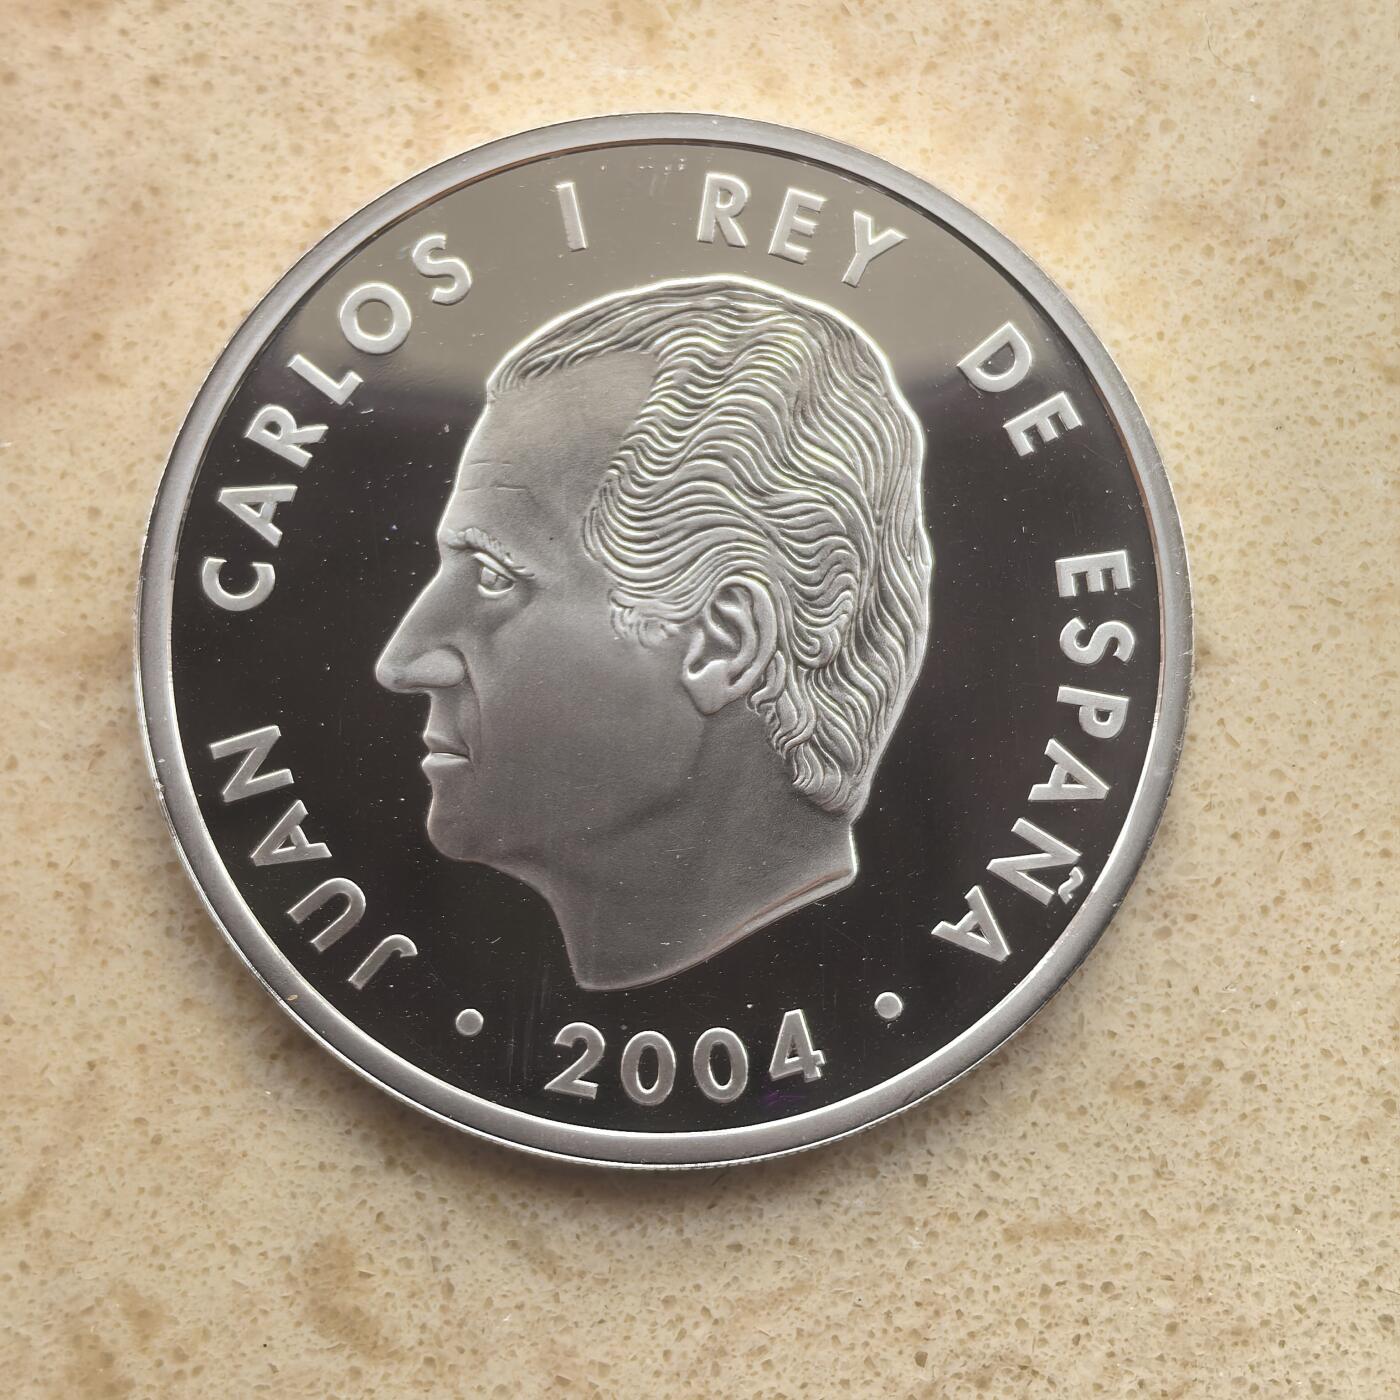 JUAN CARLOS I REY DE ESPAÑA
• 2004 •